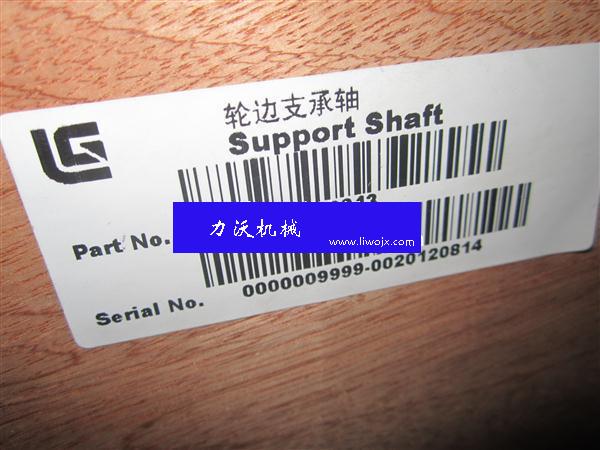 轮边支承轴
Support Shaft
Part No.
力沃机械
www.liwojx.com
Serial No.
0000009999-0020120814